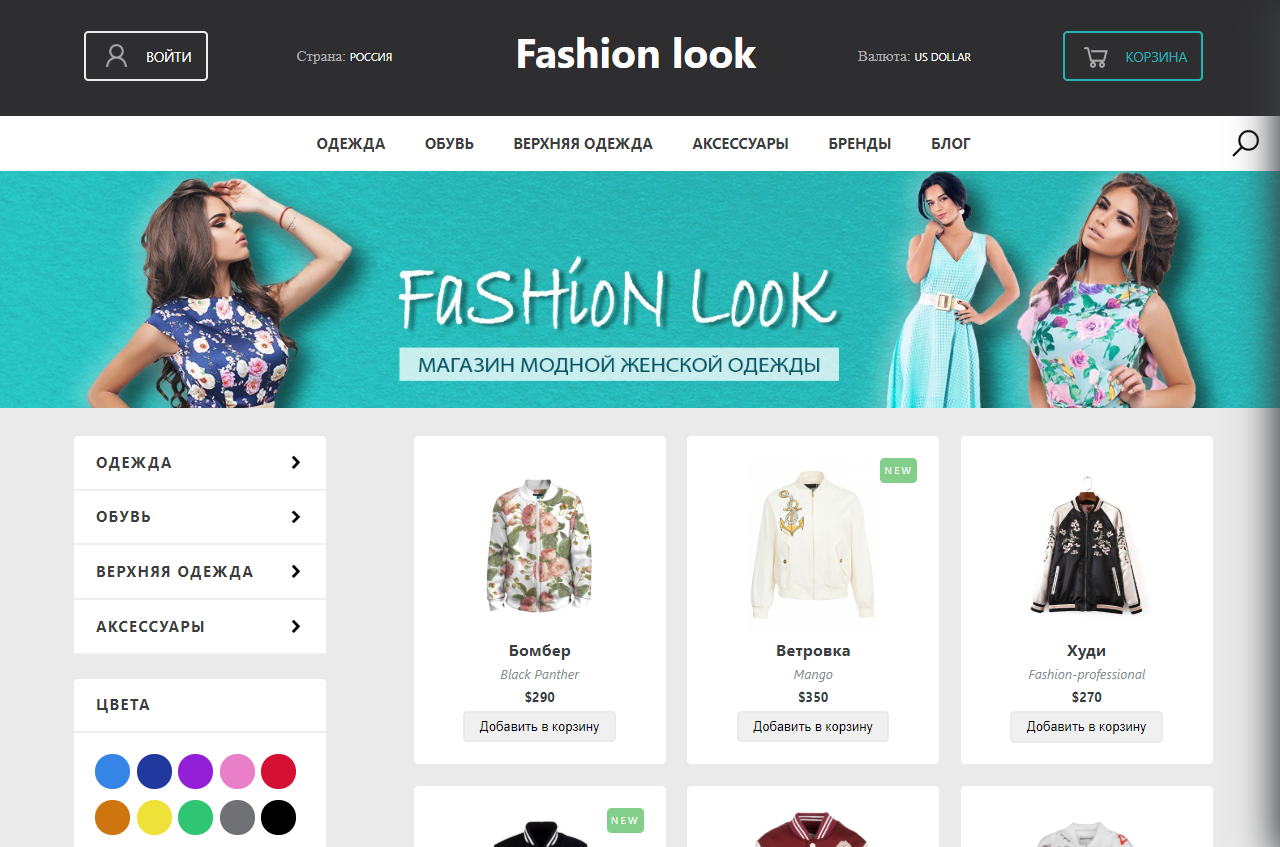 ВОЙТИ
Страна: РОССИЯ
Fashion look
Валюта: US DOLLAR
КОРЗИНА
ОДЕЖДА ОБУВЬ ВЕРХНЯЯ ОДЕЖДА АКСЕССУАРЫ БРЕНДЫ БЛОГ
FaSHioN LooK
МАГАЗИН МОДНОЙ ЖЕНСКОЙ ОДЕЖДЫ
ОДЕЖДА
ОБУВЬ
ВЕРХНЯЯ ОДЕЖДА
АКСЕССУАРЫ
ЦВЕТА
Бомбер
Black Panther
$290
Добавить в корзину
NEW
Ветровка
Mango
$350
Добавить в корзину
Худи
Fashion-professional
$270
Добавить в корзину
NEW